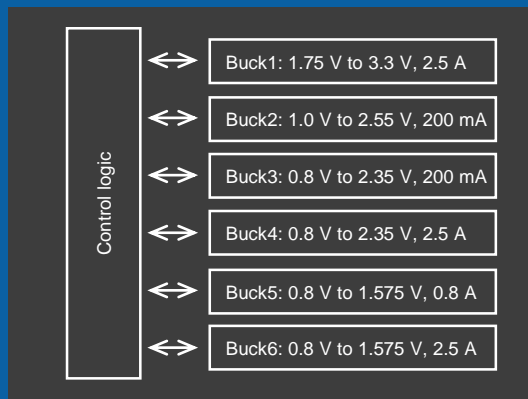 Control logic
Buck1: 1.75 V to 3.3 V, 2.5 A
Buck2: 1.0 V to 2.55 V, 200 mA
Buck3: 0.8 V to 2.35 V, 200 mA
Buck4: 0.8 V to 2.35 V, 2.5 A
Buck5: 0.8 V to 1.575 V, 0.8 A
Buck6: 0.8 V to 1.575 V, 2.5 A